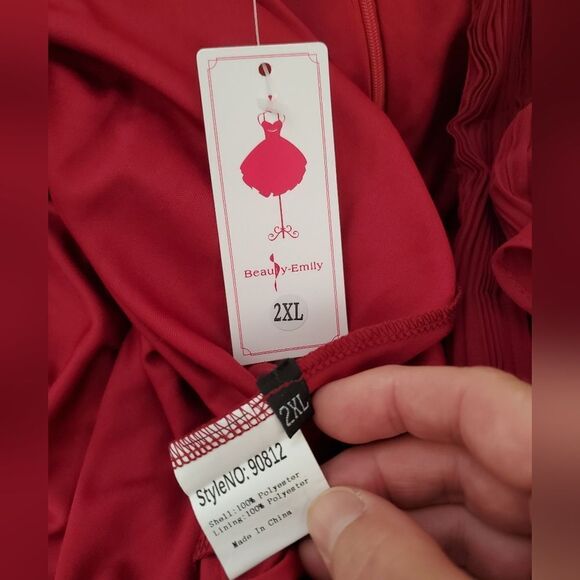 Beauty-Emily
2XL
2XL
StyleNO: 90812
Shell:100% Polyester
Lining:100% Polyester
Made In China